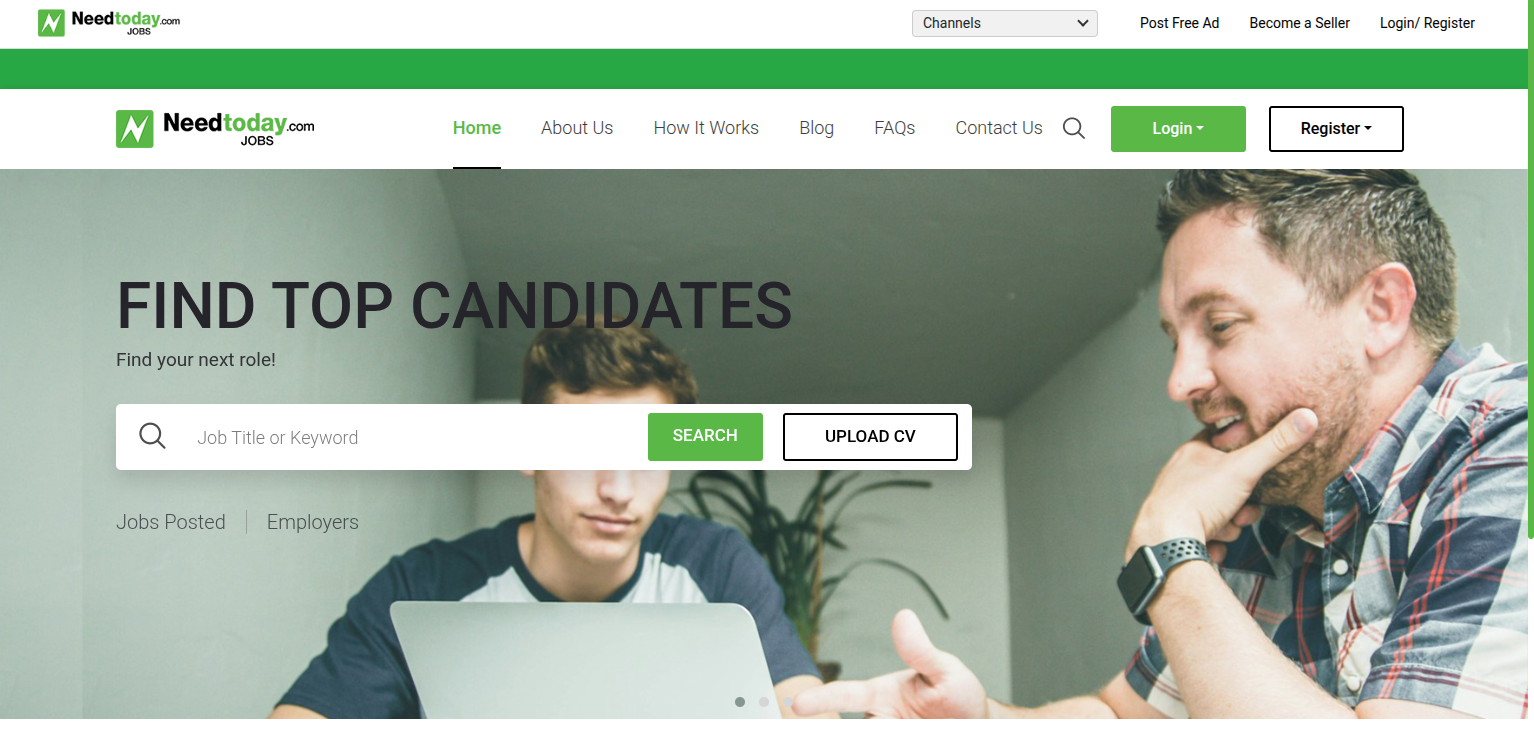 Needtoday.com
JOBS
Channels
Post Free Ad
Become a Seller
Login/ Register
Needtoday.com
JOBS
Home
About Us
How It Works
Blog
FAQs
Contact Us
Login
Register
FIND TOP CANDIDATES
Find your next role!
Job Title or Keyword
SEARCH
UPLOAD CV
Jobs Posted
Employers